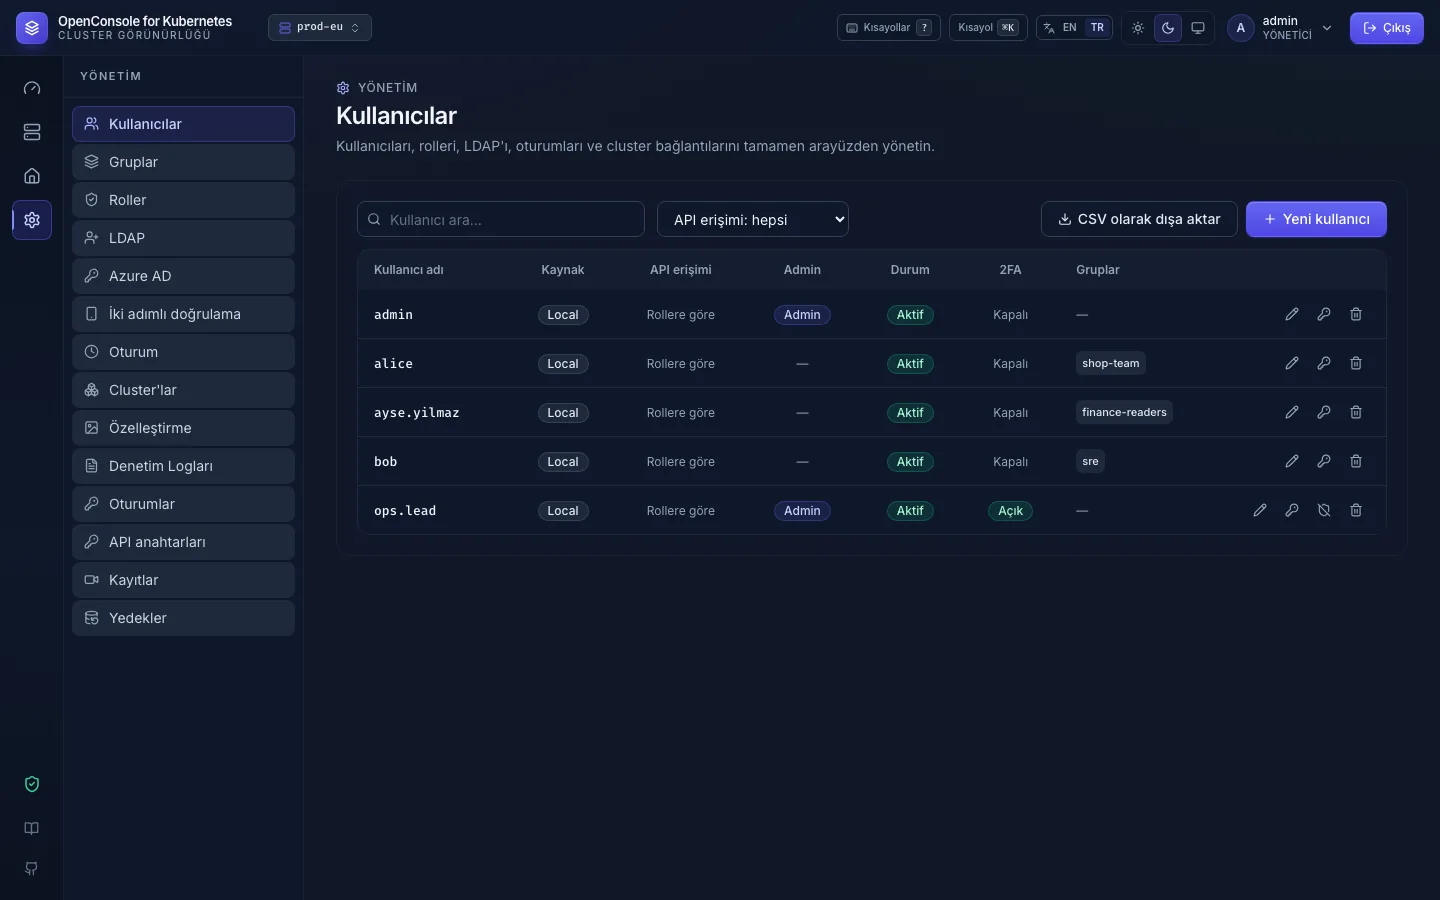 OpenConsole for Kubernetes
CLUSTER GÖRÜNÜRLÜĞÜ
prod-eu
Kısayollar ?
Kısayol ⌘K
EN TR
A
admin
YÖNETİCİ
Çıkış
YÖNETİM
Kullanıcılar
Gruplar
Roller
LDAP
Azure AD
İki adımlı doğrulama
Oturum
Cluster'lar
Özelleştirme
Denetim Logları
Oturumlar
API anahtarları
Kayıtlar
Yedekler
YÖNETİM
Kullanıcılar
Kullanıcıları, rolleri, LDAP'ı, oturumları ve cluster bağlantılarını tamamen arayüzden yönetin.
Kullanıcı ara...
API erişimi: hepsi
CSV olarak dışa aktar
Yeni kullanıcı
Kullanıcı adı Kaynak API erişimi Admin Durum 2FA Gruplar
admin Local Rollere göre Admin Aktif Kapalı —
alice Local Rollere göre — Aktif Kapalı shop-team
ayse.yilmaz Local Rollere göre — Aktif Kapalı finance-readers
bob Local Rollere göre — Aktif Kapalı sre
ops.lead Local Rollere göre Admin Aktif Açık —